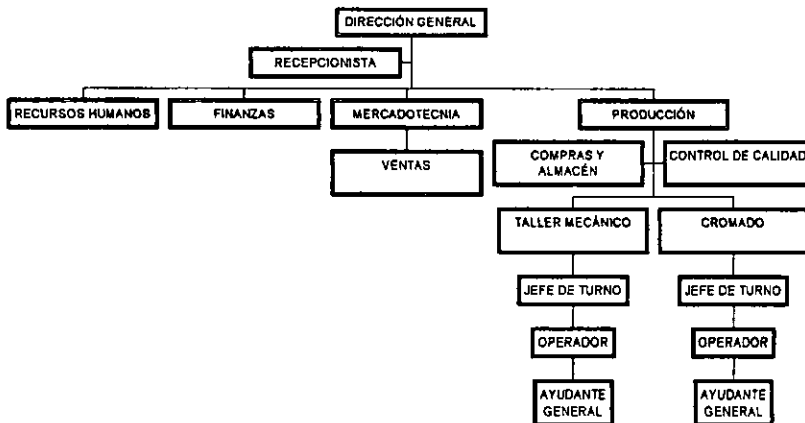 DIRECCIÓN GENERAL
RECEPCIONISTA
RECURSOS HUMANOS
FINANZAS
MERCADOTECNIA
PRODUCCIÓN
VENTAS
COMPRAS Y
ALMACÉN
CONTROL DE CALIDAD
TALLER MECÁNICO
CROMADO
JEFE DE TURNO
JEFE DE TURNO
OPERADOR
OPERADOR
AYUDANTE
GENERAL
AYUDANTE
GENERAL